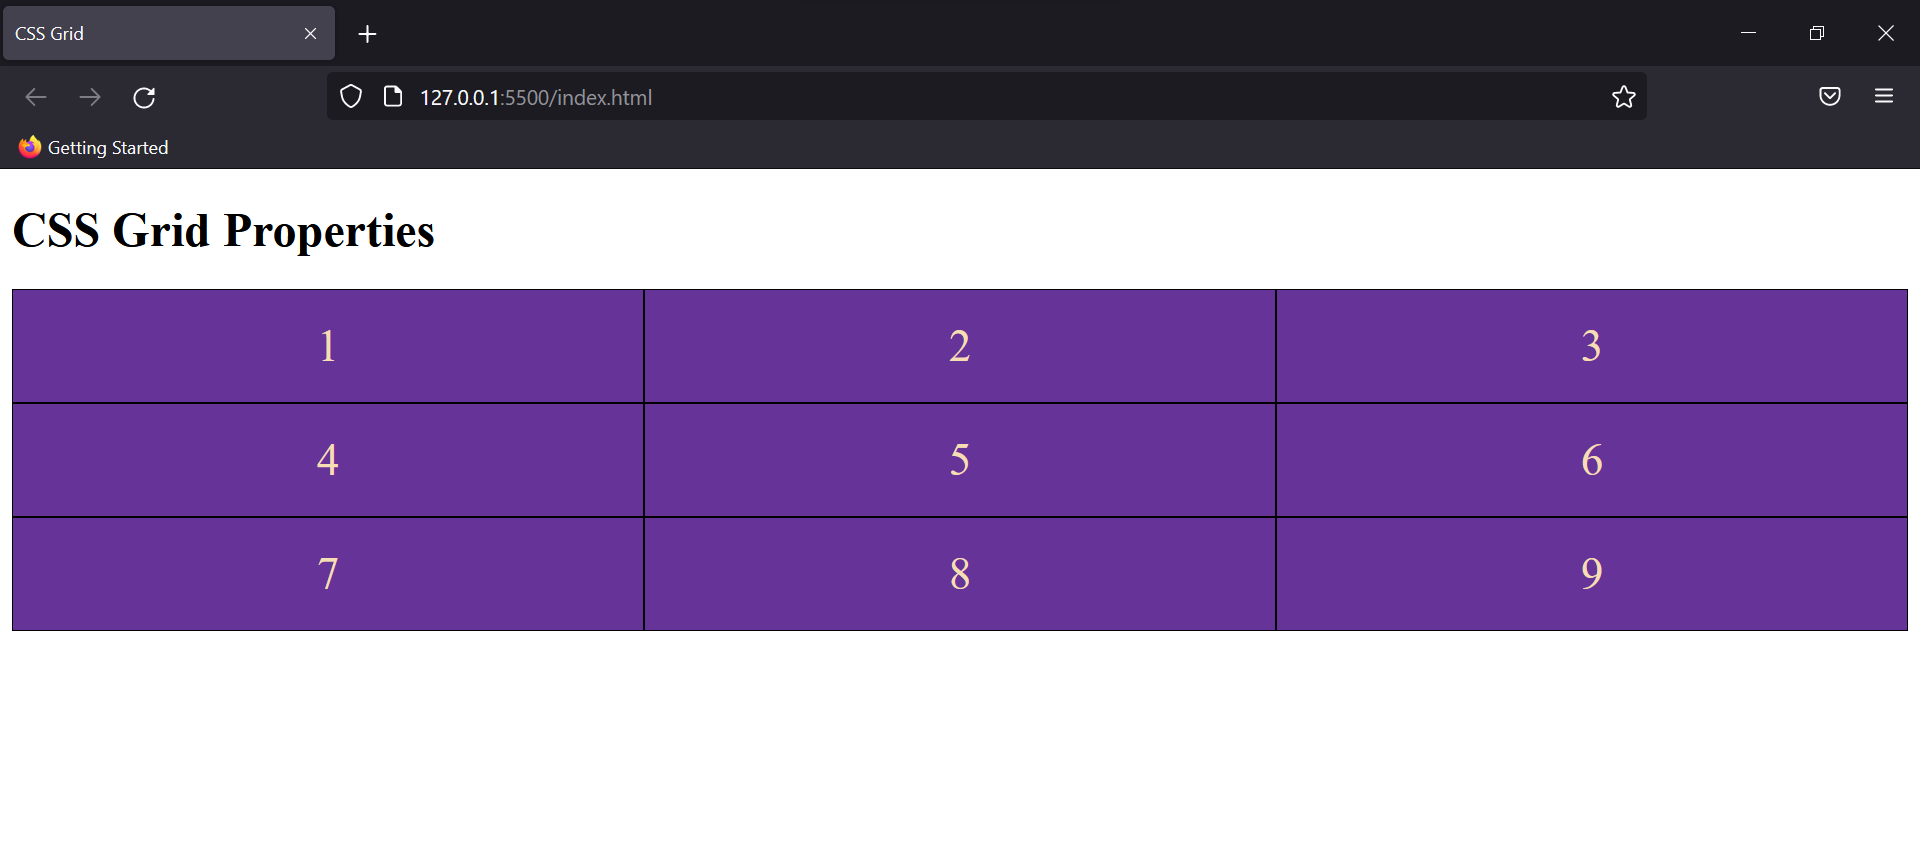 CSS Grid
127.0.0.1:5500/index.html
Getting Started
CSS Grid Properties
1 2 3
4 5 6
7 8 9